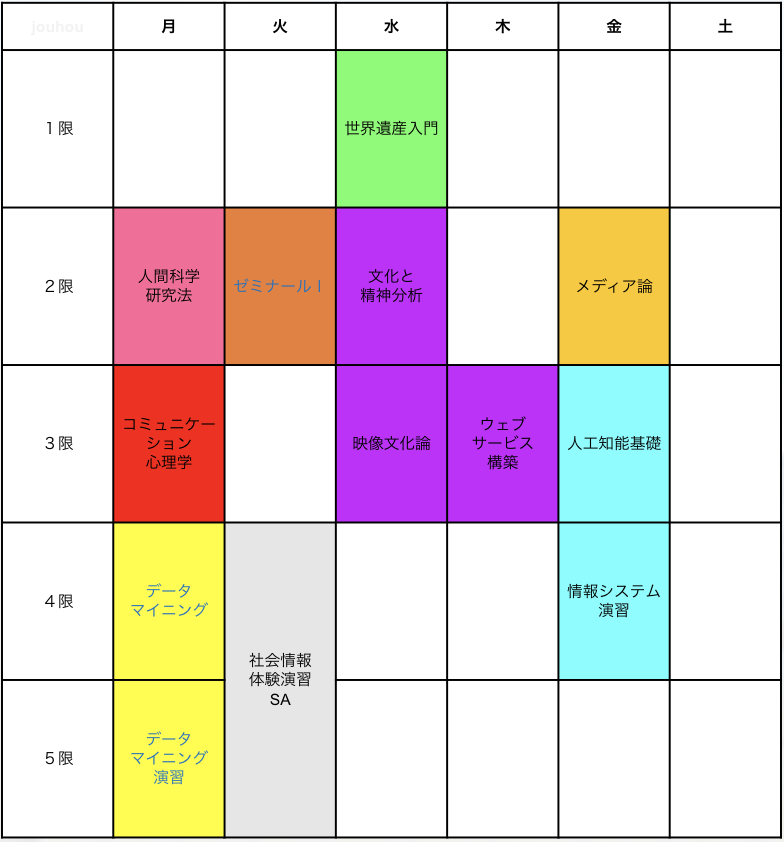 jouhou 月 火 水 木 金 土
1限
世界遺産入門
2限
人間科学
研究法
ゼミナールⅠ
文化と
精神分析
メディア論
3限
コミュニケー
ション
心理学
映像文化論
ウェブ
サービス
構築
人工知能基礎
4限
データ
マイニング
社会情報
体験演習
SA
情報システム
演習
5限
データ
マイニング
演習